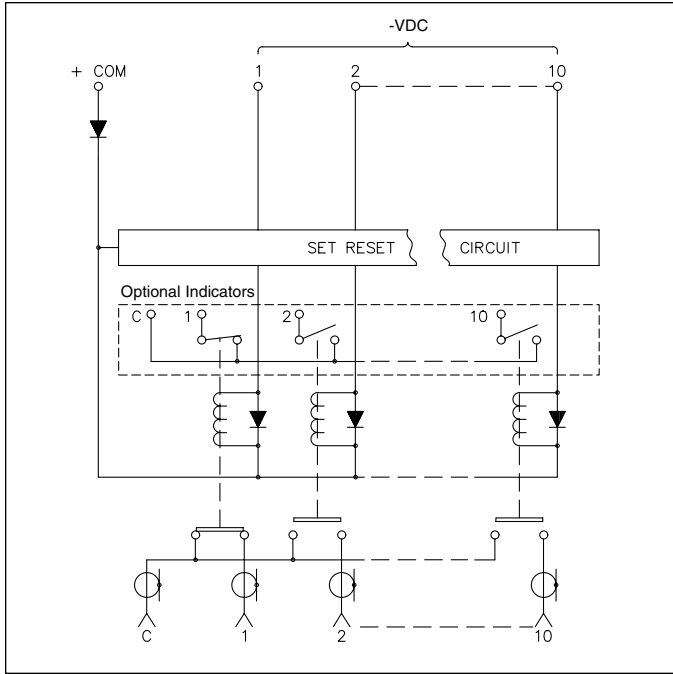 -VDC
+ COM 1 2 10
SET RESET CIRCUIT
Optional Indicators
C 1 2 10
C 1 2 10